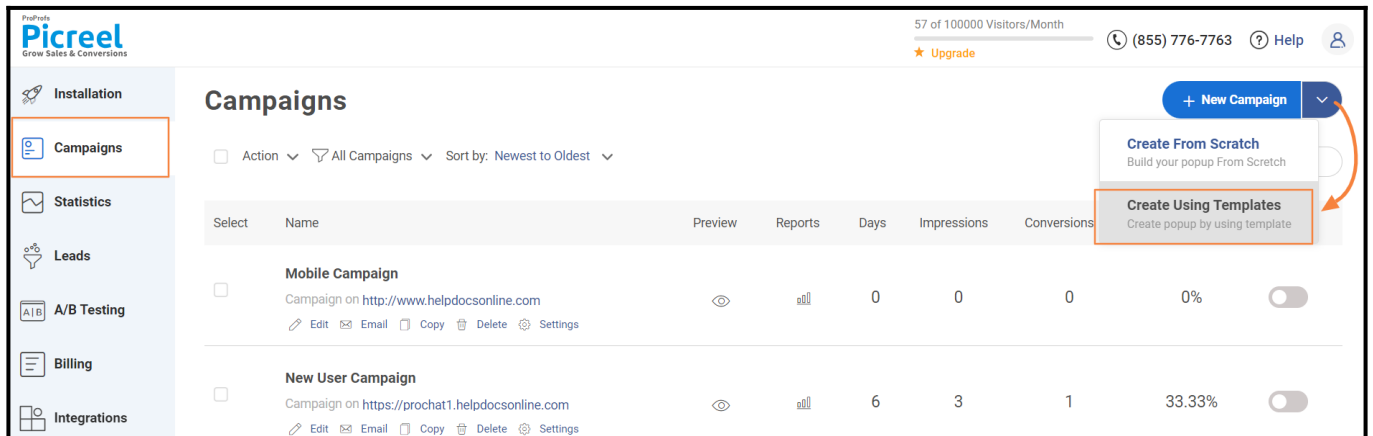 ProProfs
Picreel
Grow Sales & Conversions
57 of 100000 Visitors/Month
Upgrade
(855) 776-7763
? Help
Installation
Campaigns
Statistics
Leads
A|B A/B Testing
Billing
Integrations
Campaigns
+ New Campaign
Create From Scratch
Build your popup From Scretch
Create Using Templates
Create popup by using template
Action All Campaigns Sort by: Newest to Oldest
Select Name Preview Reports Days Impressions Conversions
Mobile Campaign
Campaign on http://www.helpdocsonline.com 0 0 0 0%
Edit Email Copy Delete Settings
New User Campaign
Campaign on https://prochat1.helpdocsonline.com 6 3 1 33.33%
Edit Email Copy Delete Settings